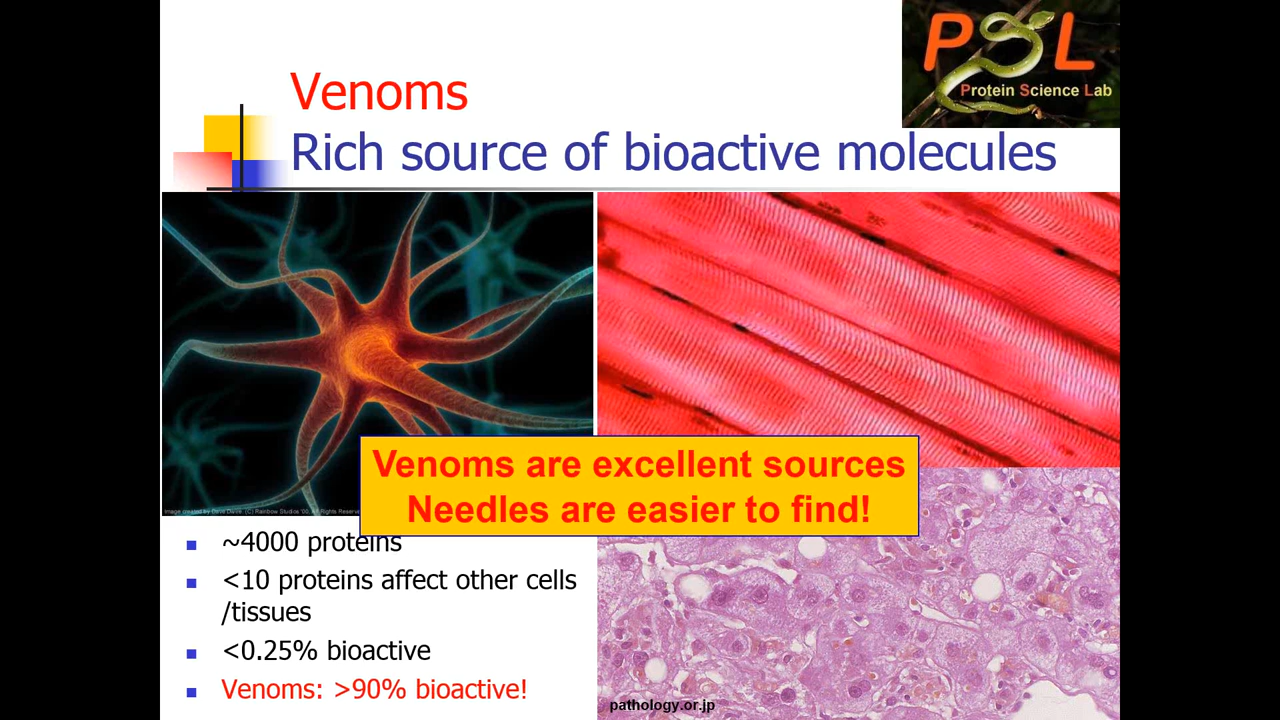 PSL
Protein Science Lab
Venoms
Rich source of bioactive molecules
Venoms are excellent sources
Needles are easier to find!
~4000 proteins
<10 proteins affect other cells
/tissues
<0.25% bioactive
Venoms: >90% bioactive!
pathology.or.jp